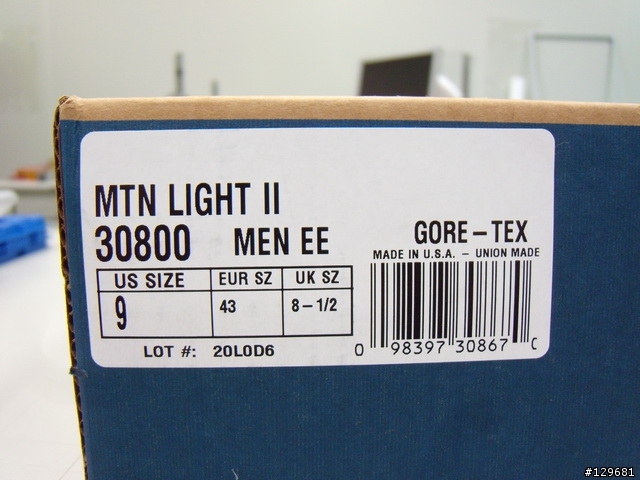 MTN LIGHT II
30800 MEN EE
GORE-TEX
MADE IN U.S.A. - UNION MADE
US SIZE EUR SZ UK SZ
9 43 8-1/2
LOT #: 20L0D6
0 98397 30867
#129681